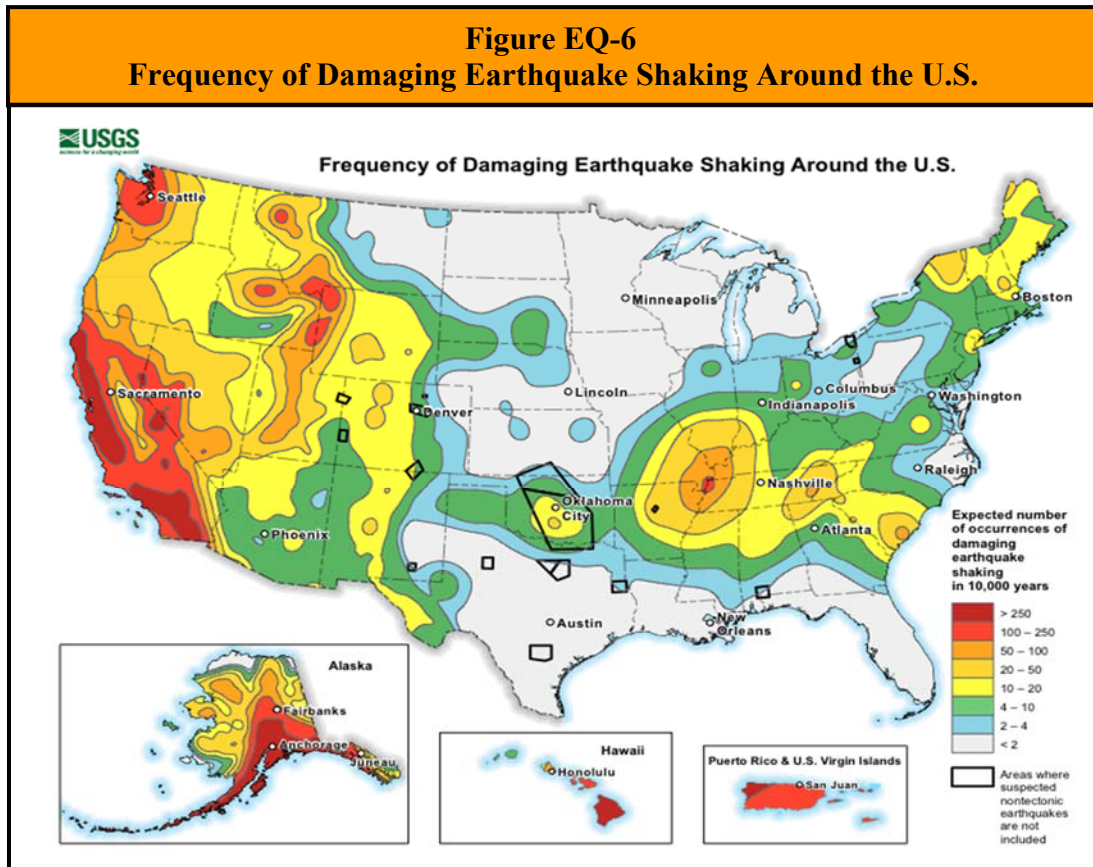 Figure EQ-6
Frequency of Damaging Earthquake Shaking Around the U.S.
USGS
science for a changing world
Frequency of Damaging Earthquake Shaking Around the U.S.
Seattle
Minneapolis
Boston
Sacramento
Denver
Lincoln
Columbus
Indianapolis
Washington
Raleigh
Nashville
Oklahoma
City
Phoenix
Atlanta
Austin
New
Orleans
Expected number
of occurrences of
damaging
earthquake
shaking
in 10,000 years
> 250
100 – 250
50 – 100
20 – 50
10 – 20
4 – 10
2 – 4
< 2
Areas where
suspected
nontectonic
earthquakes
are not
included
Alaska
Fairbanks
Anchorage
Juneau
Hawaii
Honolulu
Puerto Rico & U.S. Virgin Islands
San Juan